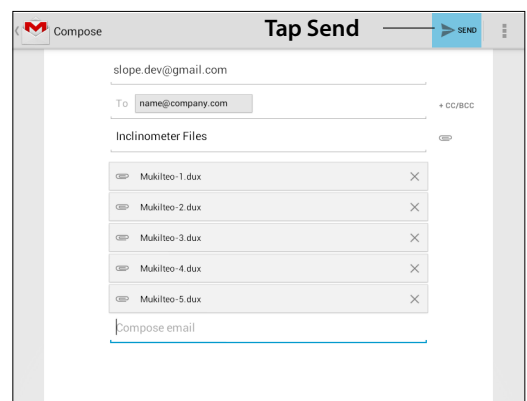 Compose
Tap Send
SEND
slope.dev@gmail.com
To name@company.com
+ CC/BCC
Inclinometer Files
Mukilteo-1.dux
Mukilteo-2.dux
Mukilteo-3.dux
Mukilteo-4.dux
Mukilteo-5.dux
Compose email